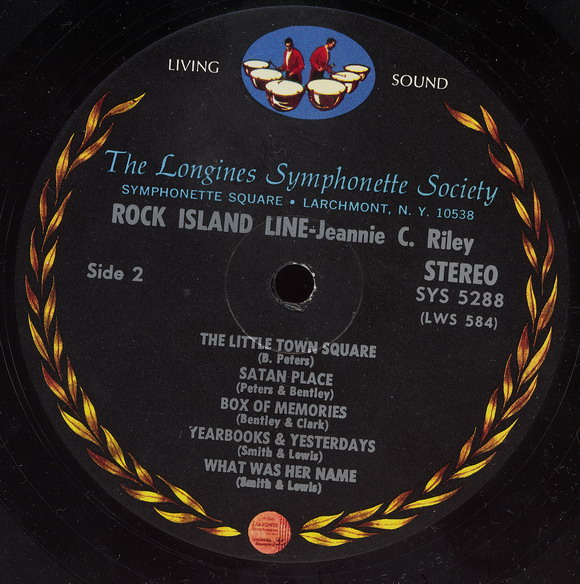 LIVING SOUND
The Longines Symphonette Society
SYMPHONETTE SQUARE • LARCHMONT, N. Y. 10538
ROCK ISLAND LINE-Jeannie C. Riley
Side 2
STEREO
SYS 5288
(LWS 584)
THE LITTLE TOWN SQUARE
(B. Peters)
SATAN PLACE
(Peters & Bentley)
BOX OF MEMORIES
(Bentley & Clark)
YEARBOOKS & YESTERDAYS
(Smith & Lewis)
WHAT WAS HER NAME
(Smith & Lewis)